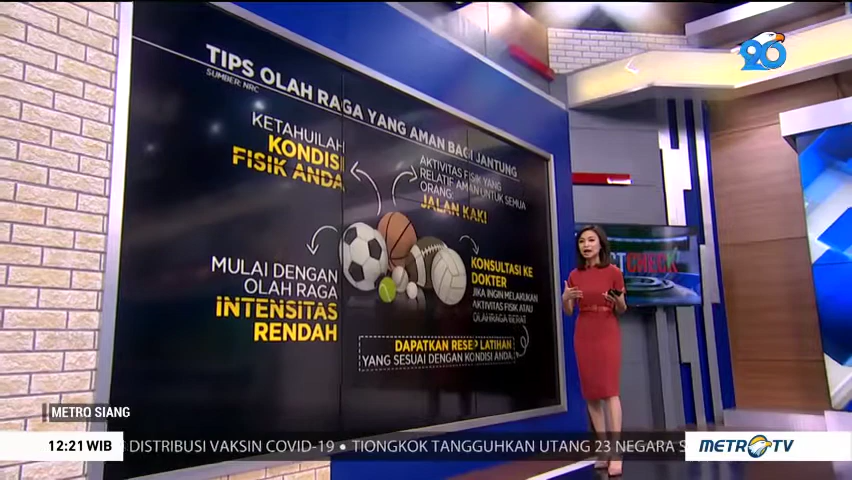 26
TIPS OLAH RAGA YANG AMAN BAGI JANTUNG
SUMBER: NRC
KETAHUILAH
KONDISI
FISIK ANDA
AKTIVITAS FISIK YANG
RELATIF AMAN UNTUK SEMUA
ORANG:
JALAN KAKI
MULAI DENGAN
OLAH RAGA
INTENSITAS
RENDAH
KONSULTASI KE
DOKTER
JIKA INGIN MELAKUKAN
AKTIVITAS FISIK ATAU
OLAHRAGA BERAT
DAPATKAN RESEP LATIHAN
YANG SESUAI DENGAN KONDISI ANDA
CHECK
METRO SIANG
12:21 WIB
DISTRIBUSI VAKSIN COVID-19 • TIONGKOK TANGGUHKAN UTANG 23 NEGARA S
METRO TV